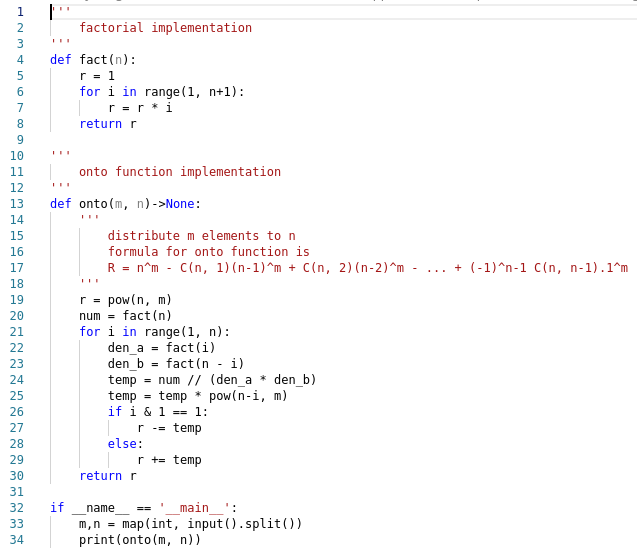 1 '''
2     factorial implementation
3 '''
4 def fact(n):
5     r = 1
6     for i in range(1, n+1):
7         r = r * i
8     return r
9
10 '''
11     onto function implementation
12 '''
13 def onto(m, n)->None:
14     '''
15         distribute m elements to n
16         formula for onto function is
17         R = n^m - C(n, 1)(n-1)^m + C(n, 2)(n-2)^m - ... + (-1)^n-1 C(n, n-1).1^m
18     '''
19     r = pow(n, m)
20     num = fact(n)
21     for i in range(1, n):
22         den_a = fact(i)
23         den_b = fact(n - i)
24         temp = num // (den_a * den_b)
25         temp = temp * pow(n-i, m)
26         if i & 1 == 1:
27             r -= temp
28         else:
29             r += temp
30     return r
31
32 if __name__ == '__main__':
33     m,n = map(int, input().split())
34     print(onto(m, n))